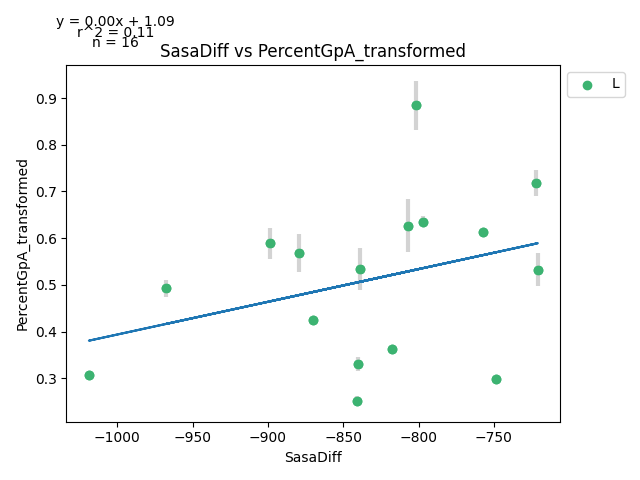 y = 0.00x + 1.09
r^2 = 0.11
n = 16
SasaDiff vs PercentGpA_transformed
L
PercentGpA_transformed
0.9
0.8
0.7
0.6
0.5
0.4
0.3
−1000
−950
−900
−850
−800
−750
SasaDiff